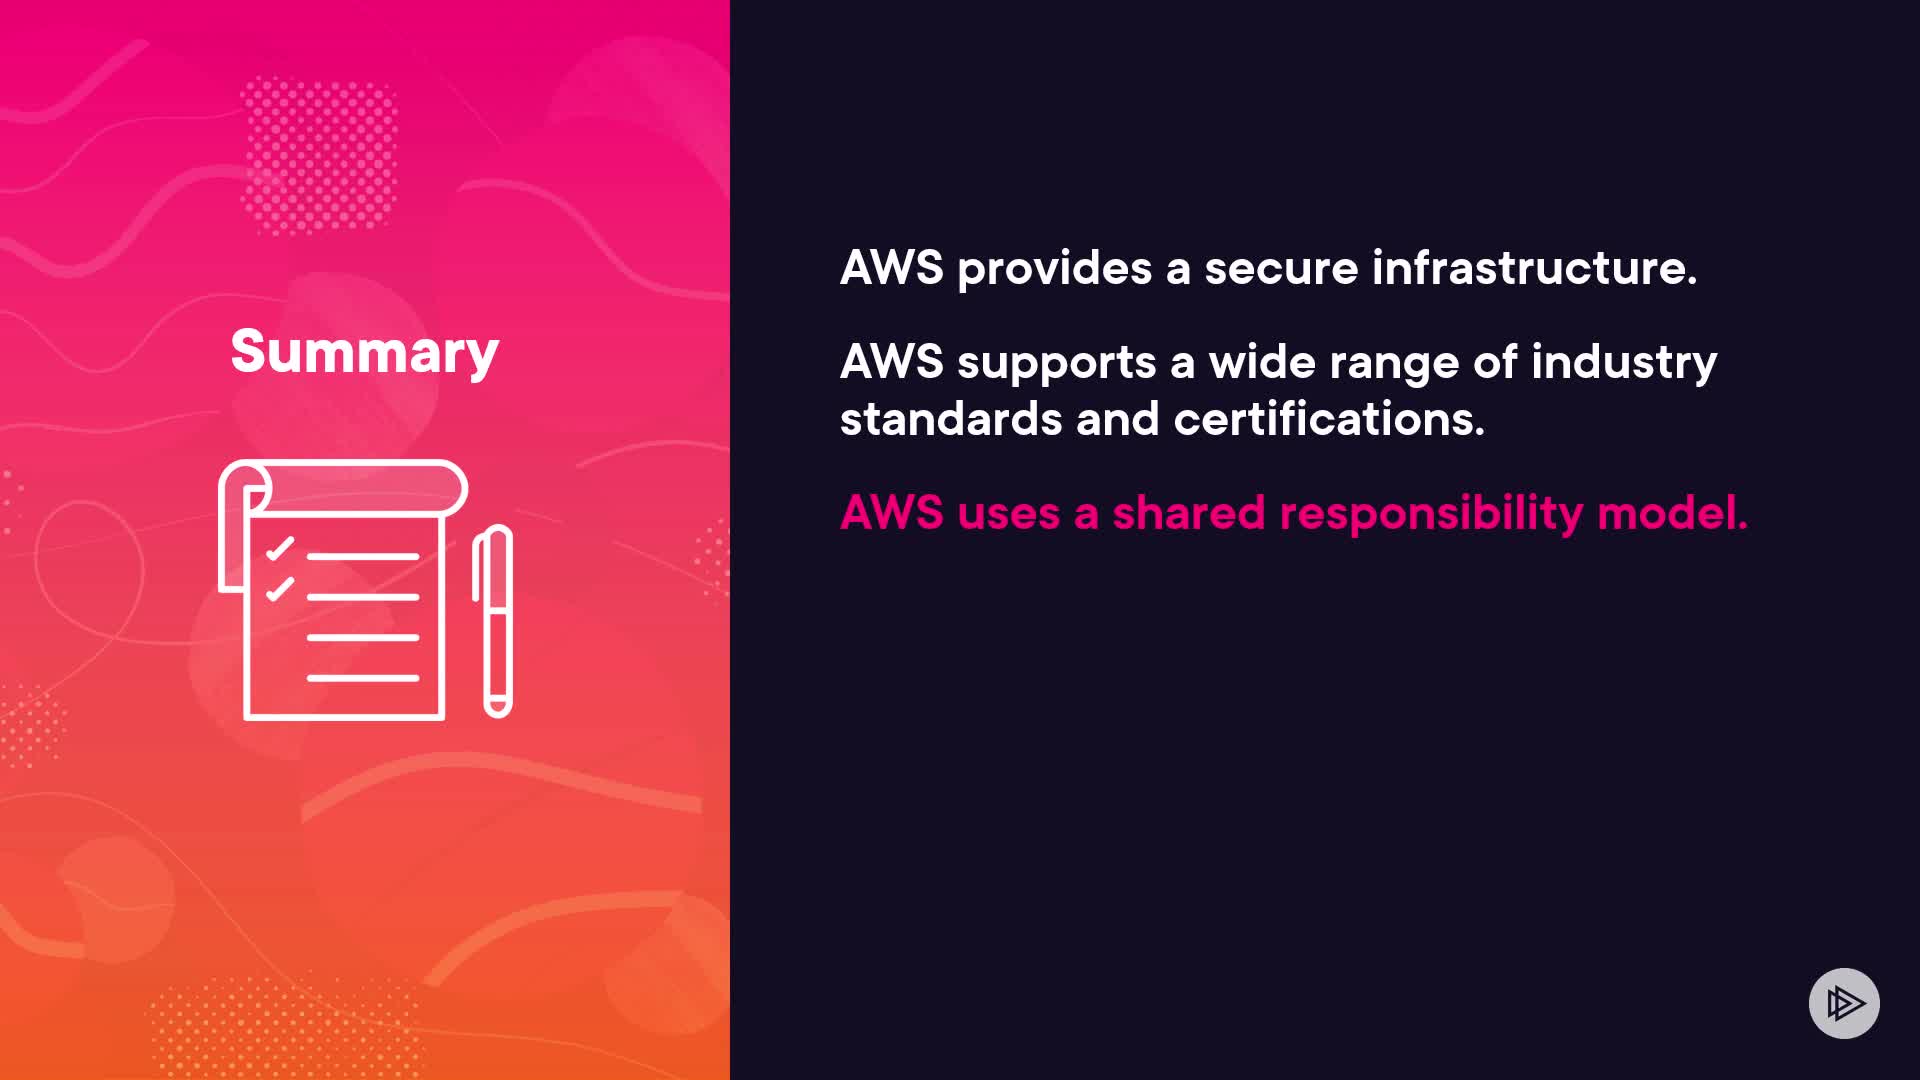 Summary
AWS provides a secure infrastructure.
AWS supports a wide range of industry
standards and certifications.
AWS uses a shared responsibility model.